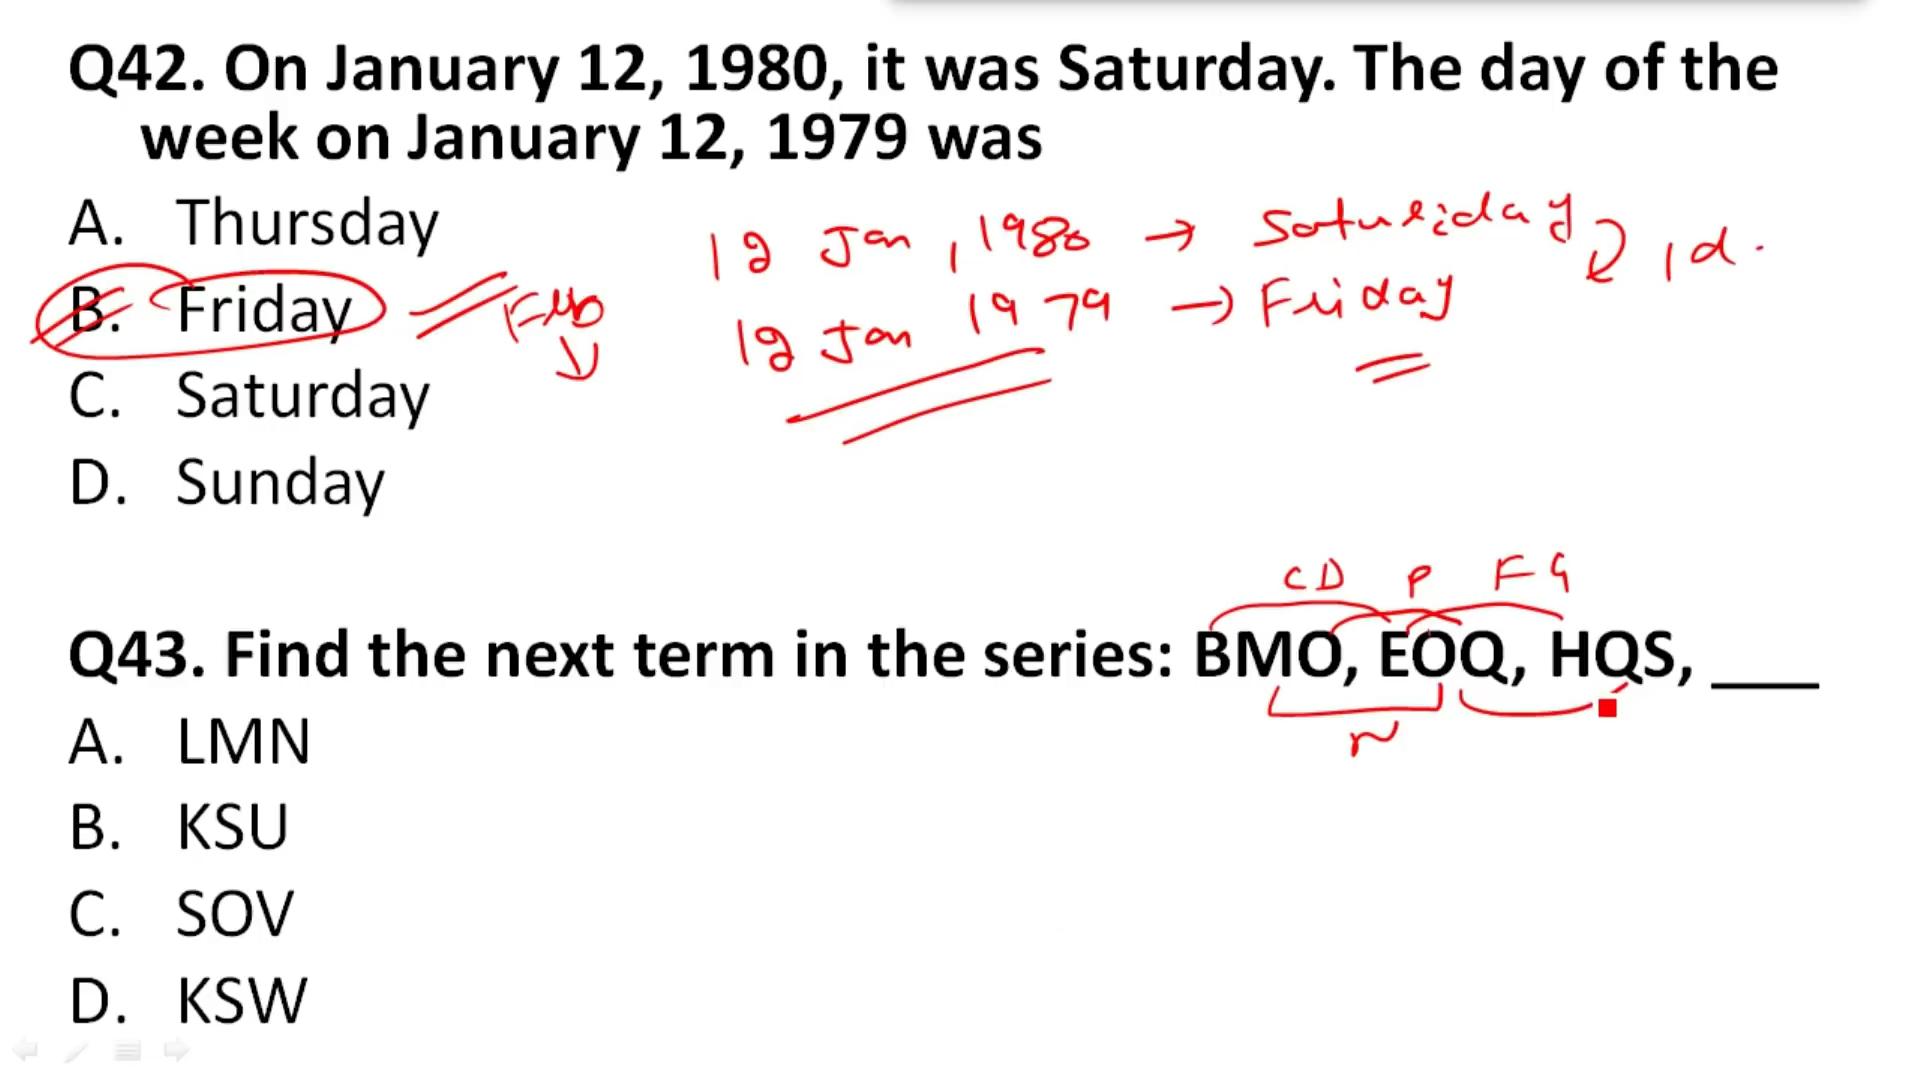 Q42. On January 12, 1980, it was Saturday. The day of the
week on January 12, 1979 was
A. Thursday
B. Friday
C. Saturday
D. Sunday
12 Jan, 1980 → Saturday 1d.
12 Jan 1979 → Friday
Feb
Q43. Find the next term in the series: BMO, EOQ, HQS, ___
CD P FG
N
A. LMN
B. KSU
C. SOV
D. KSW